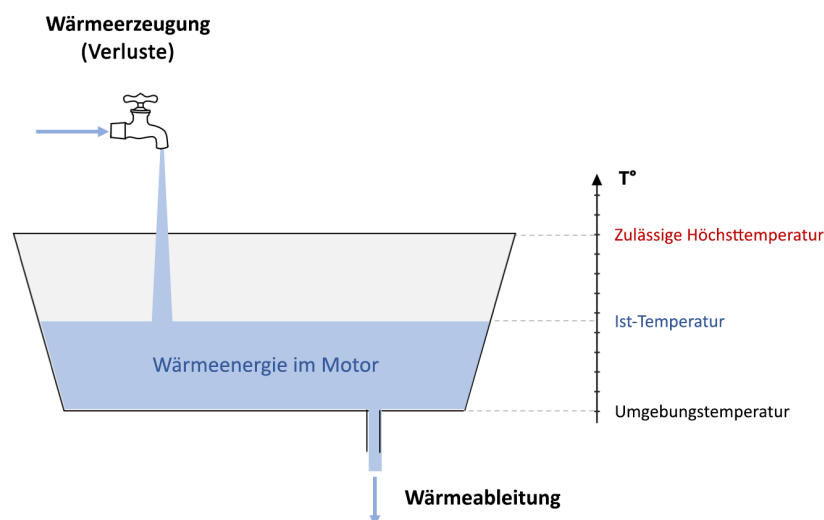 Wärmeerzeugung
(Verluste)
T°
Zulässige Höchsttemperatur
Ist-Temperatur
Wärmeenergie im Motor
Umgebungstemperatur
Wärmeableitung